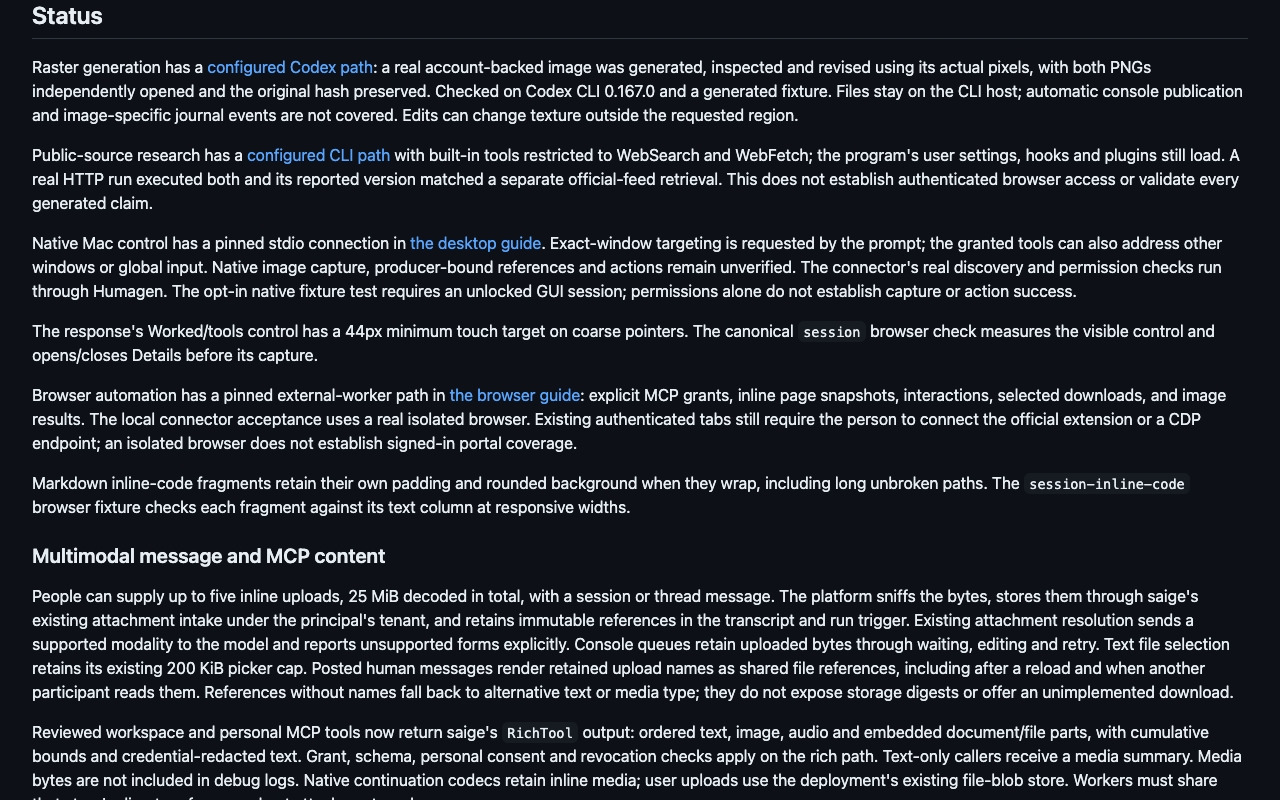 Status
Raster generation has a configured Codex path: a real account-backed image was generated, inspected and revised using its actual pixels, with both PNGs
independently opened and the original hash preserved. Checked on Codex CLI 0.167.0 and a generated fixture. Files stay on the CLI host; automatic console publication
and image-specific journal events are not covered. Edits can change texture outside the requested region.
Public-source research has a configured CLI path with built-in tools restricted to WebSearch and WebFetch; the program's user settings, hooks and plugins still load. A
real HTTP run executed both and its reported version matched a separate official-feed retrieval. This does not establish authenticated browser access or validate every
generated claim.
Native Mac control has a pinned stdio connection in the desktop guide. Exact-window targeting is requested by the prompt; the granted tools can also address other
windows or global input. Native image capture, producer-bound references and actions remain unverified. The connector's real discovery and permission checks run
through Humagen. The opt-in native fixture test requires an unlocked GUI session; permissions alone do not establish capture or action success.
The response's Worked/tools control has a 44px minimum touch target on coarse pointers. The canonical session browser check measures the visible control and
opens/closes Details before its capture.
Browser automation has a pinned external-worker path in the browser guide: explicit MCP grants, inline page snapshots, interactions, selected downloads, and image
results. The local connector acceptance uses a real isolated browser. Existing authenticated tabs still require the person to connect the official extension or a CDP
endpoint; an isolated browser does not establish signed-in portal coverage.
Markdown inline-code fragments retain their own padding and rounded background when they wrap, including long unbroken paths. The session-inline-code
browser fixture checks each fragment against its text column at responsive widths.
Multimodal message and MCP content
People can supply up to five inline uploads, 25 MiB decoded in total, with a session or thread message. The platform sniffs the bytes, stores them through saige's
existing attachment intake under the principal's tenant, and retains immutable references in the transcript and run trigger. Existing attachment resolution sends a
supported modality to the model and reports unsupported forms explicitly. Console queues retain uploaded bytes through waiting, editing and retry. Text file selection
retains its existing 200 KiB picker cap. Posted human messages render retained upload names as shared file references, including after a reload and when another
participant reads them. References without names fall back to alternative text or media type; they do not expose storage digests or offer an unimplemented download.
Reviewed workspace and personal MCP tools now return saige's RichTool output: ordered text, image, audio and embedded document/file parts, with cumulative
bounds and credential-redacted text. Grant, schema, personal consent and revocation checks apply on the rich path. Text-only callers receive a media summary. Media
bytes are not included in debug logs. Native continuation codecs retain inline media; user uploads use the deployment's existing file-blob store. Workers must share